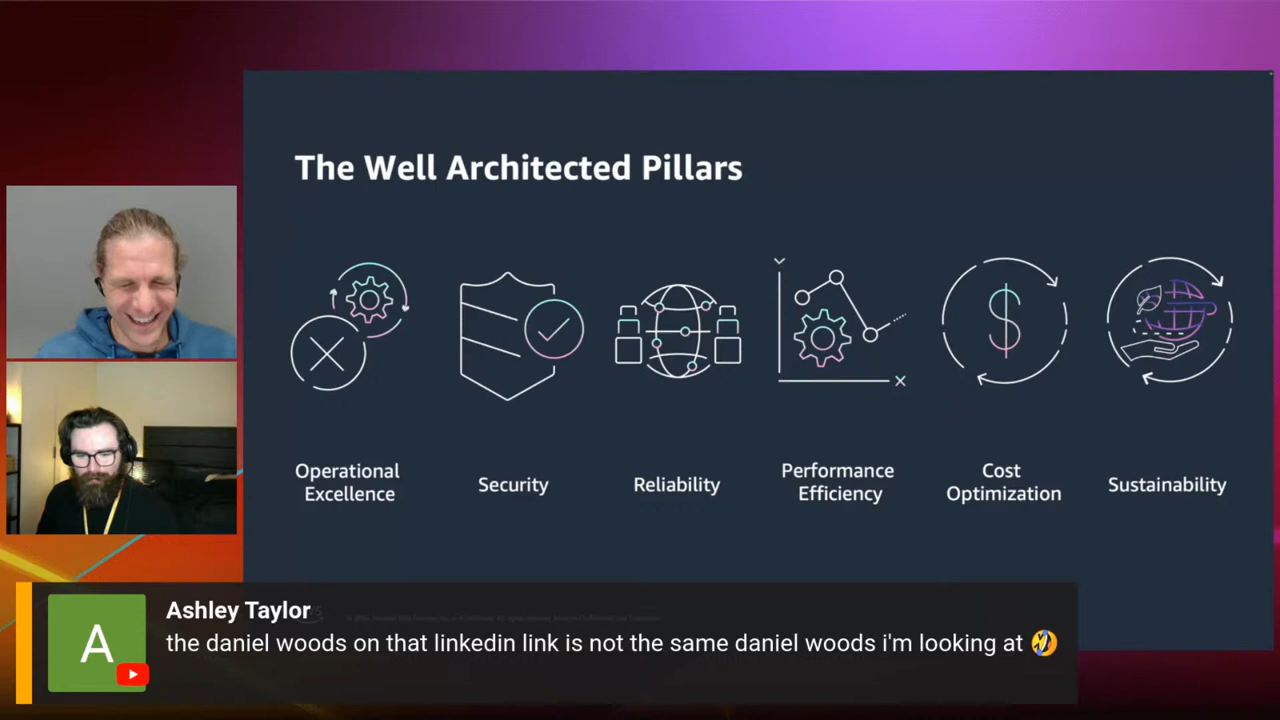 The Well Architected Pillars
Operational
Excellence
Security
Reliability
Performance
Efficiency
Cost
Optimization
Sustainability
A
Ashley Taylor
the daniel woods on that linkedin link is not the same daniel woods i'm looking at 🤣